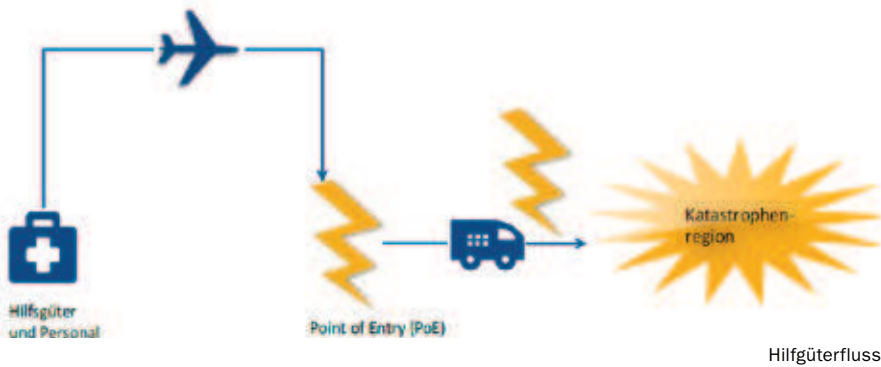 Katastrophen-
region
Hilfsgüter
und Personal
Point of Entry (PoE)
Hilfgüterfluss